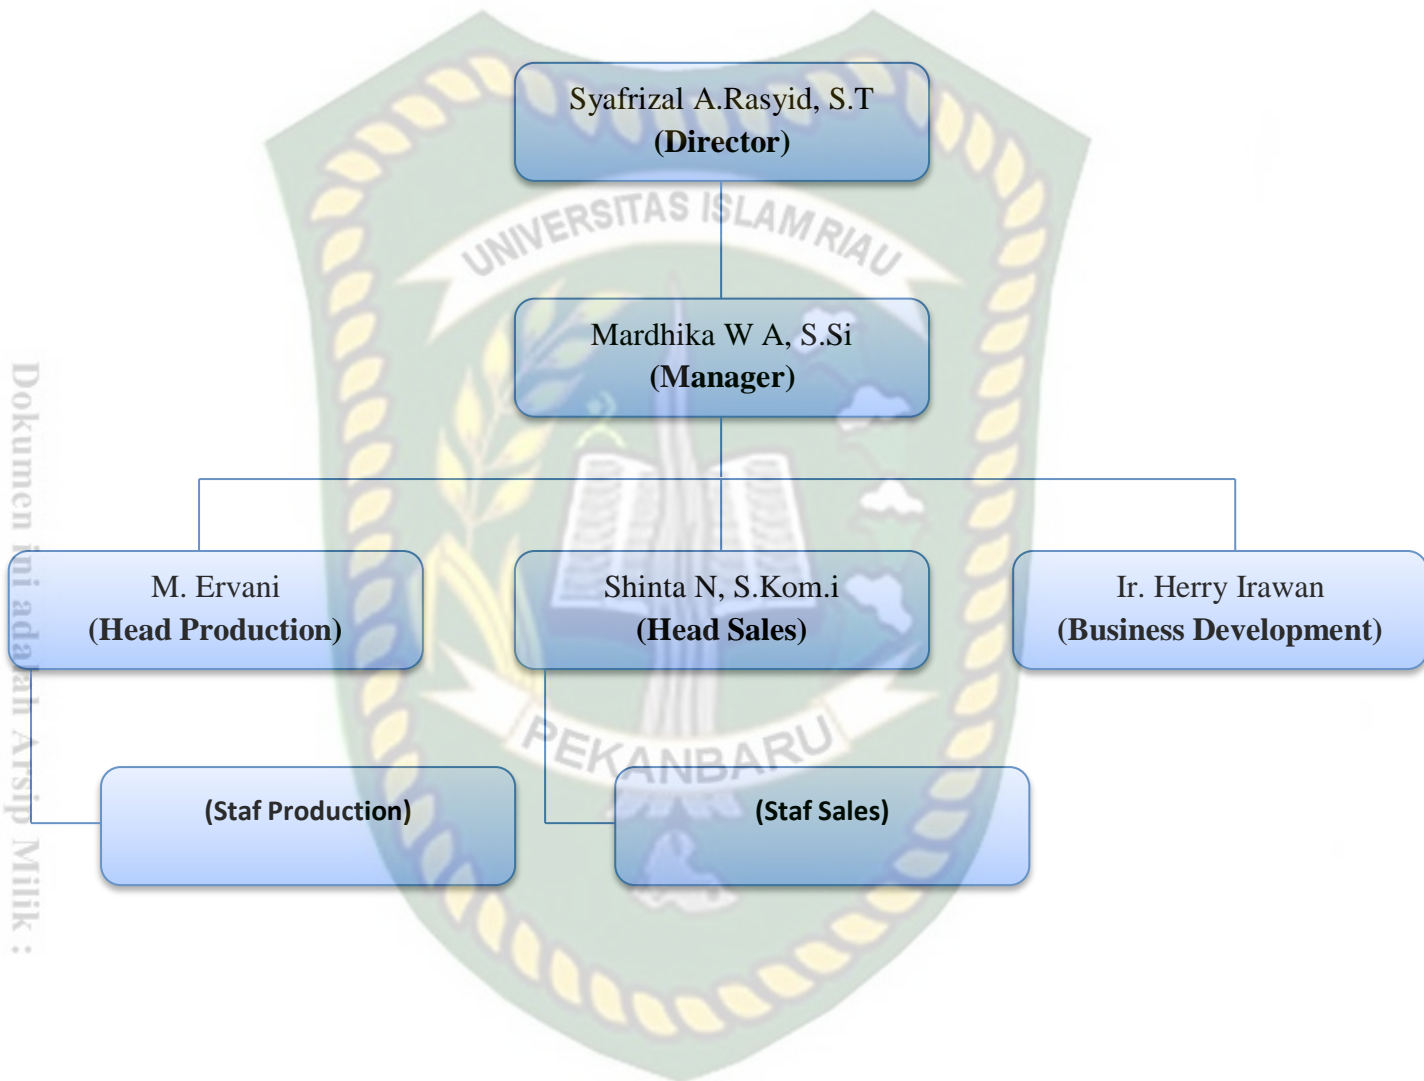 Syafrizal A.Rasyid, S.T
(Director)
UNIVERSITAS ISLAM RIAU
Mardhika W A, S.Si
(Manager)
M. Ervani
(Head Production)
Shinta N, S.Kom.i
(Head Sales)
Ir. Herry Irawan
(Business Development)
PEKANBARU
(Staf Production)
(Staf Sales)
Dokumen ini adalah Arsip Milik :